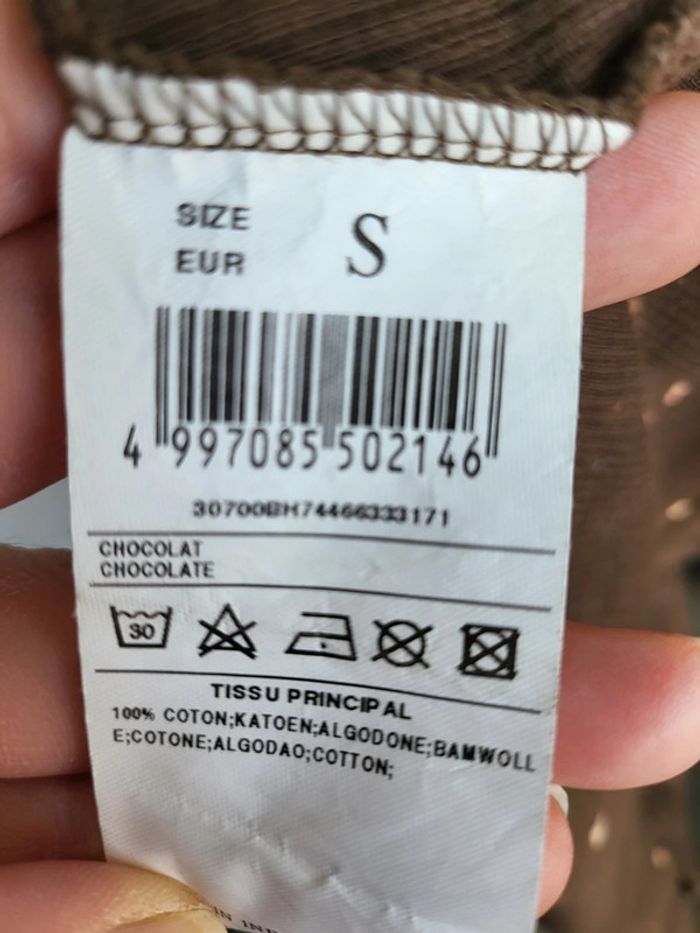 SIZE
EUR
S
4 997085 502146
30700BH74466333171
CHOCOLAT
CHOCOLATE
30
TISSU PRINCIPAL
100% COTON;KATOEN;ALGODONE;BAMWOLL
E;COTONE;ALGODAO;COTTON;